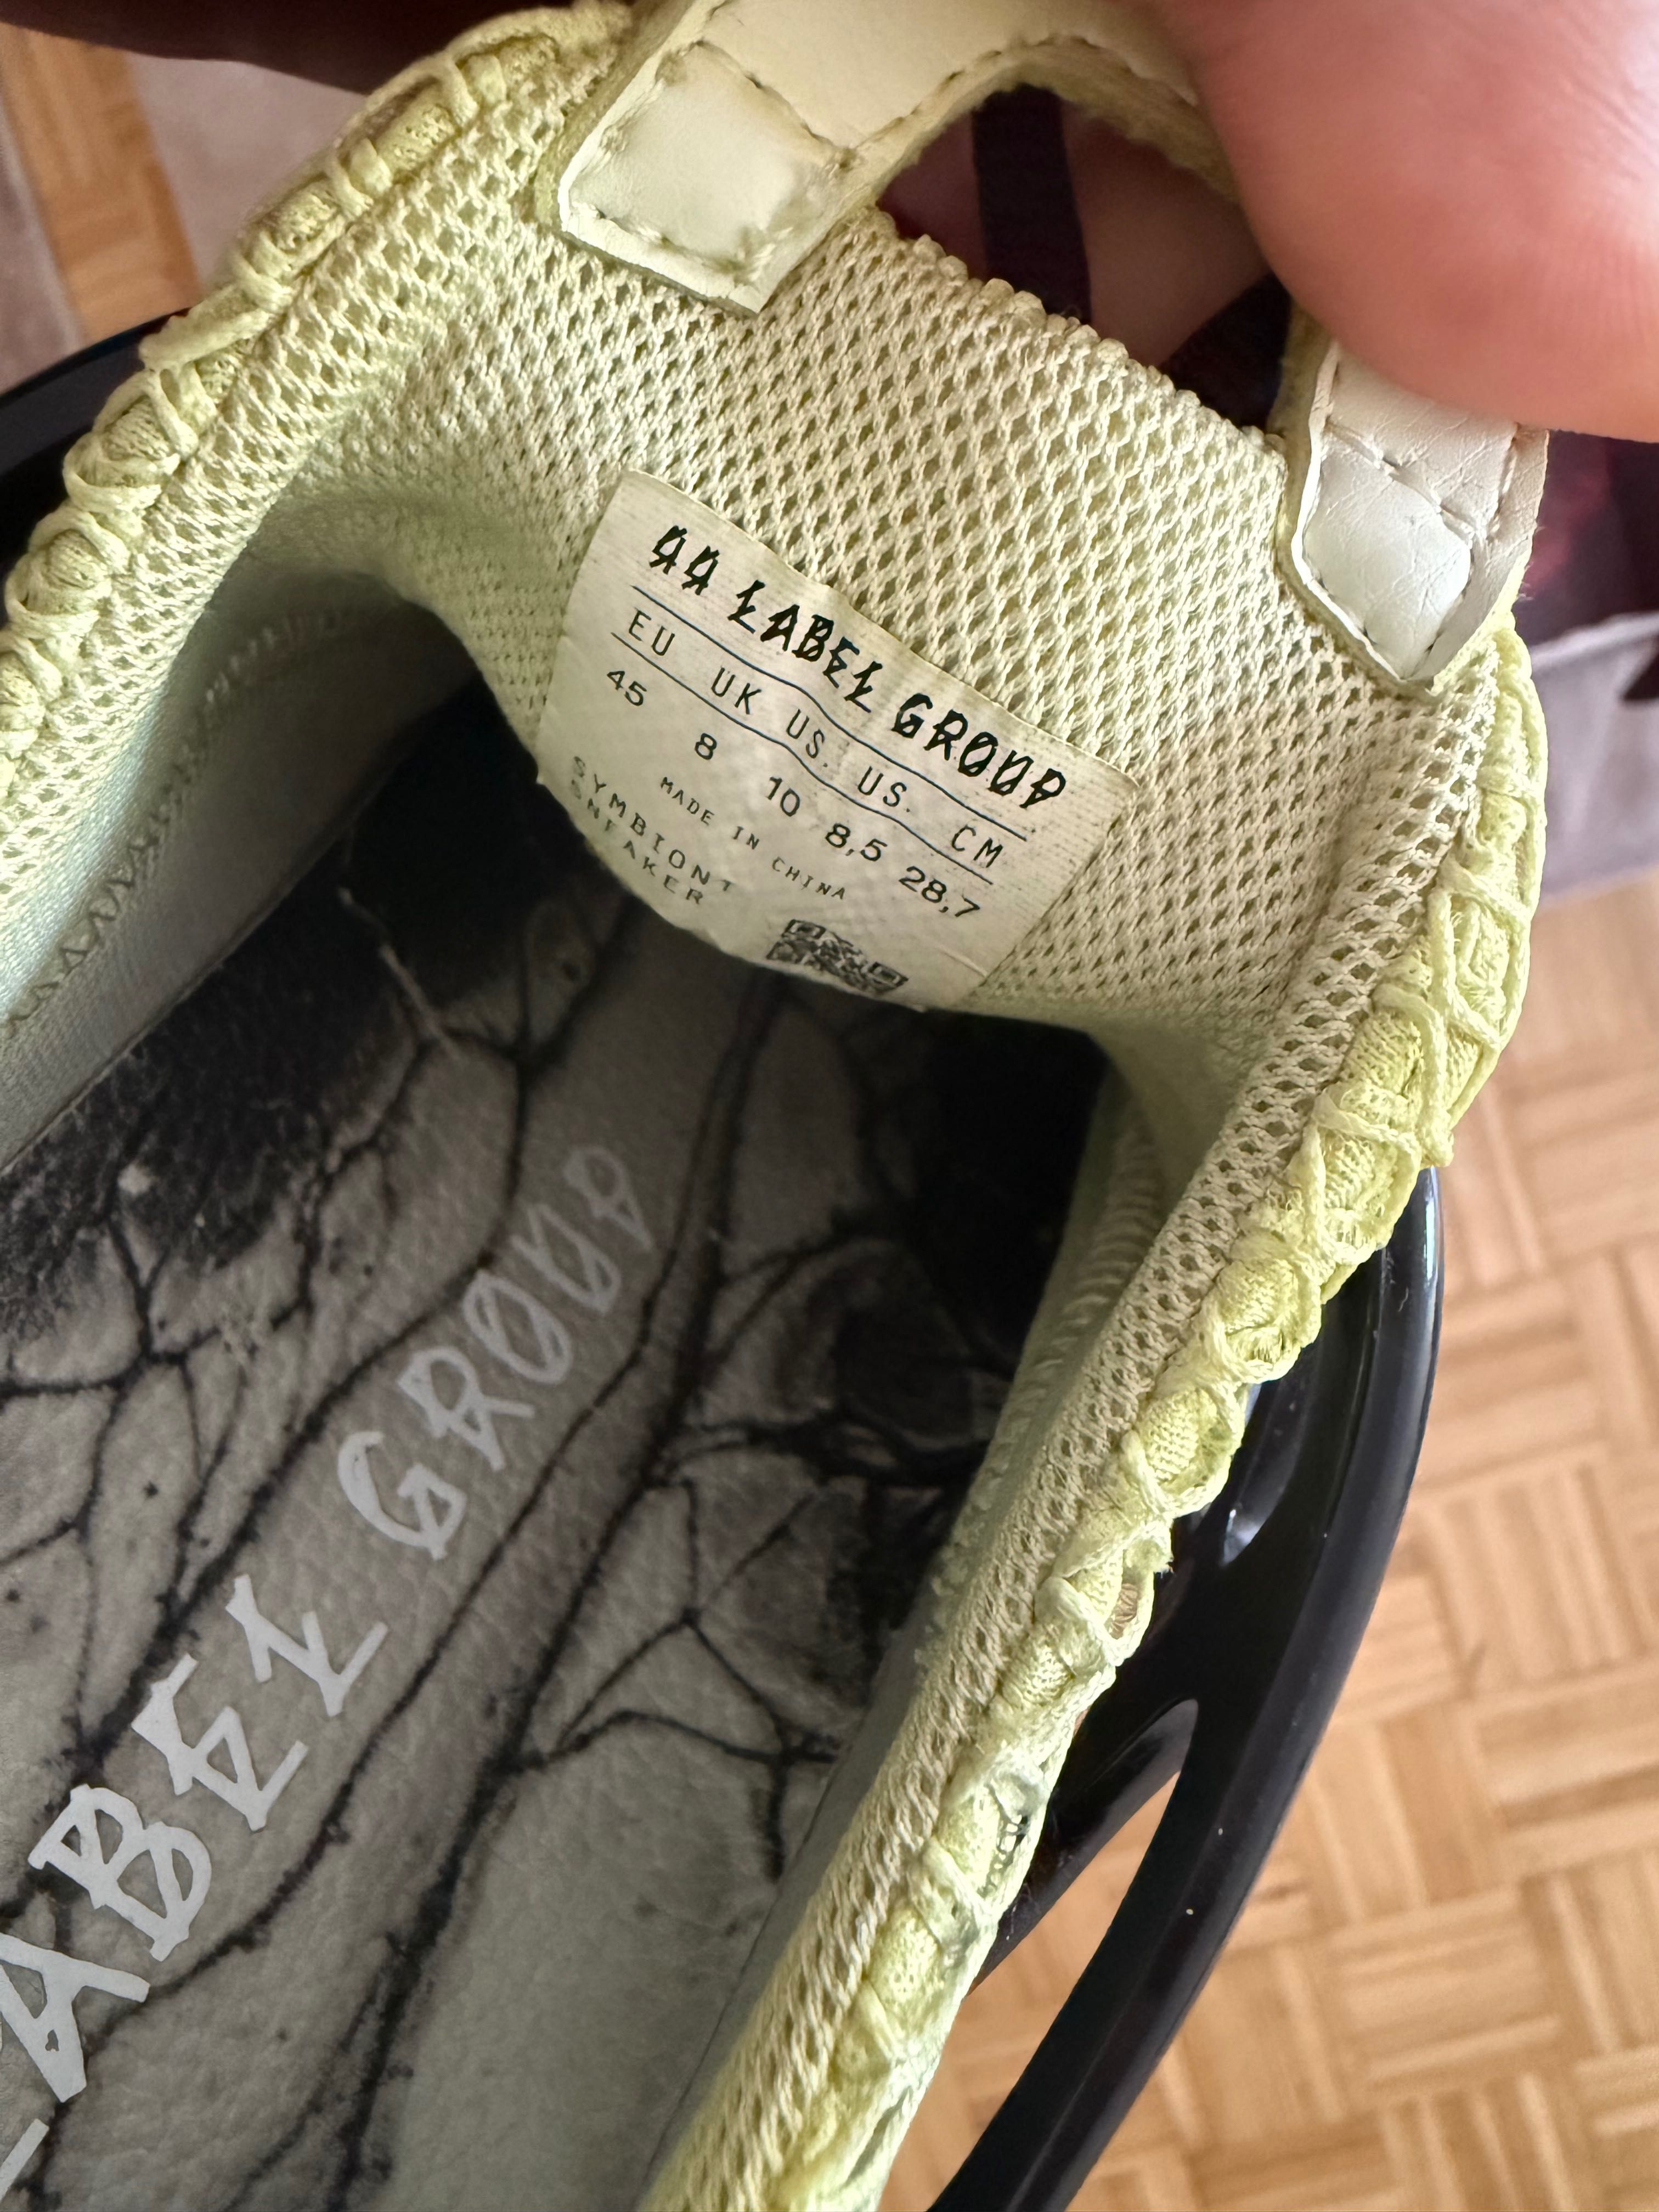 44 LABEL GROUP
EU UK US. US. CM
45 8 10 8,5 28,7
MADE IN CHINA
SYMBIONT
SNEAKER
LABEL GROUP